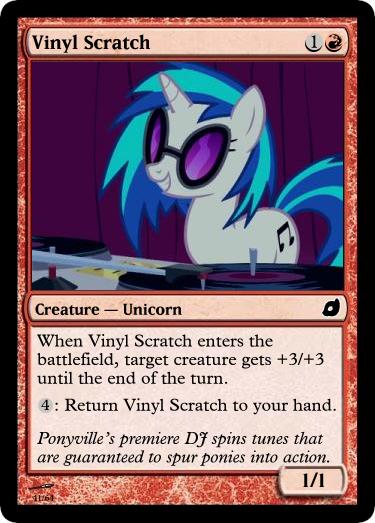 Vinyl Scratch 1
Creature — Unicorn
When Vinyl Scratch enters the
battlefield, target creature gets +3/+3
until the end of the turn.
4: Return Vinyl Scratch to your hand.
Ponyville's premiere DJ spins tunes that
are guaranteed to spur ponies into action.
1/1
41/64